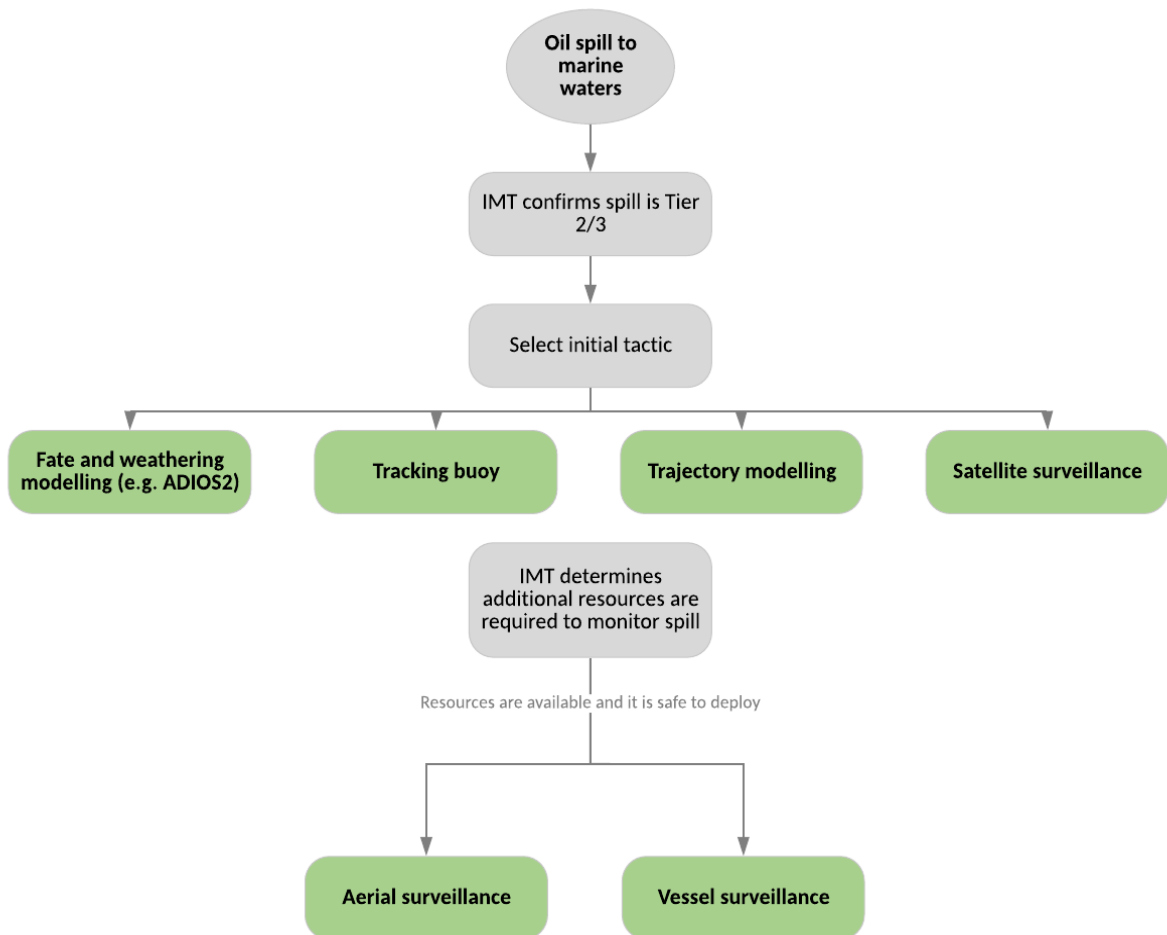 Oil spill to
marine
waters
IMT confirms spill is Tier
2/3
Select initial tactic
Fate and weathering
modelling (e.g. ADIOS2)
Tracking buoy
Trajectory modelling
Satellite surveillance
IMT determines
additional resources are
required to monitor spill
Resources are available and it is safe to deploy
Aerial surveillance
Vessel surveillance